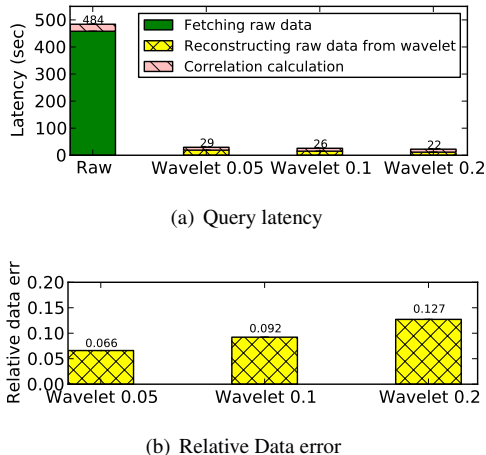 500
400
300
200
100
0
Latency (sec)
484
Fetching raw data
Reconstructing raw data from wavelet
Correlation calculation
29
26
22
Raw
Wavelet 0.05
Wavelet 0.1
Wavelet 0.2
(a) Query latency
0.20
0.15
0.10
0.05
0.00
Relative data err
0.066
0.092
0.127
Wavelet 0.05
Wavelet 0.1
Wavelet 0.2
(b) Relative Data error